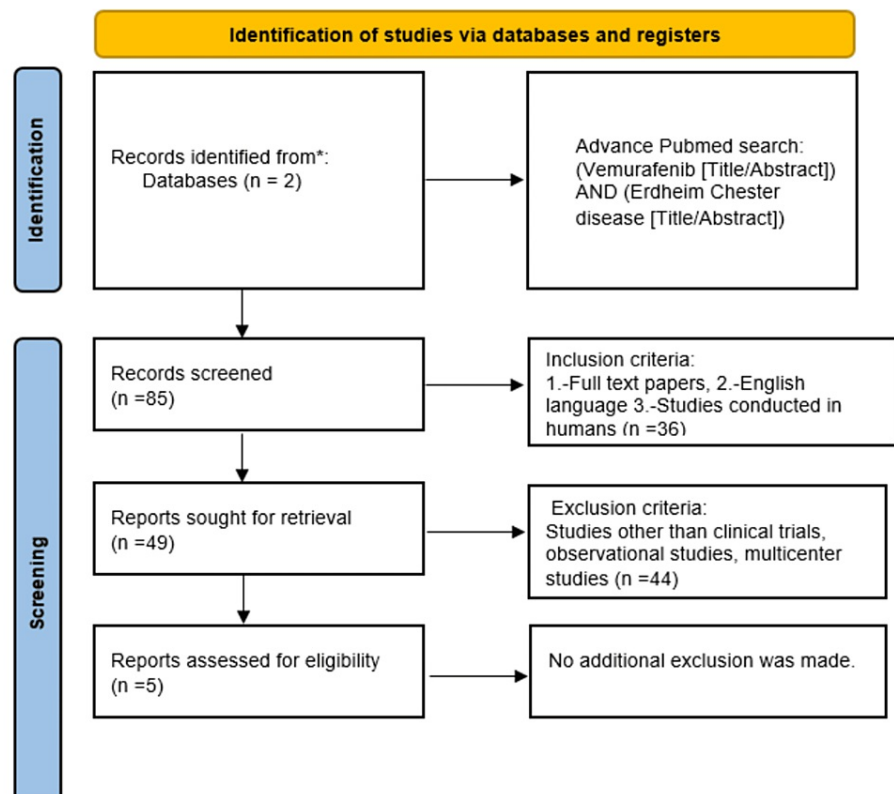 Identification of studies via databases and registers
Identification
Records identified from*:
Databases (n = 2)
Advance Pubmed search:
(Vemurafenib [Title/Abstract])
AND (Erdheim Chester
disease [Title/Abstract])
Screening
Records screened
(n =85)
Inclusion criteria:
1.-Full text papers, 2.-English
language 3.-Studies conducted in
humans (n =36)
Reports sought for retrieval
(n =49)
Exclusion criteria:
Studies other than clinical trials,
observational studies, multicenter
studies (n =44)
Reports assessed for eligibility
(n =5)
No additional exclusion was made.